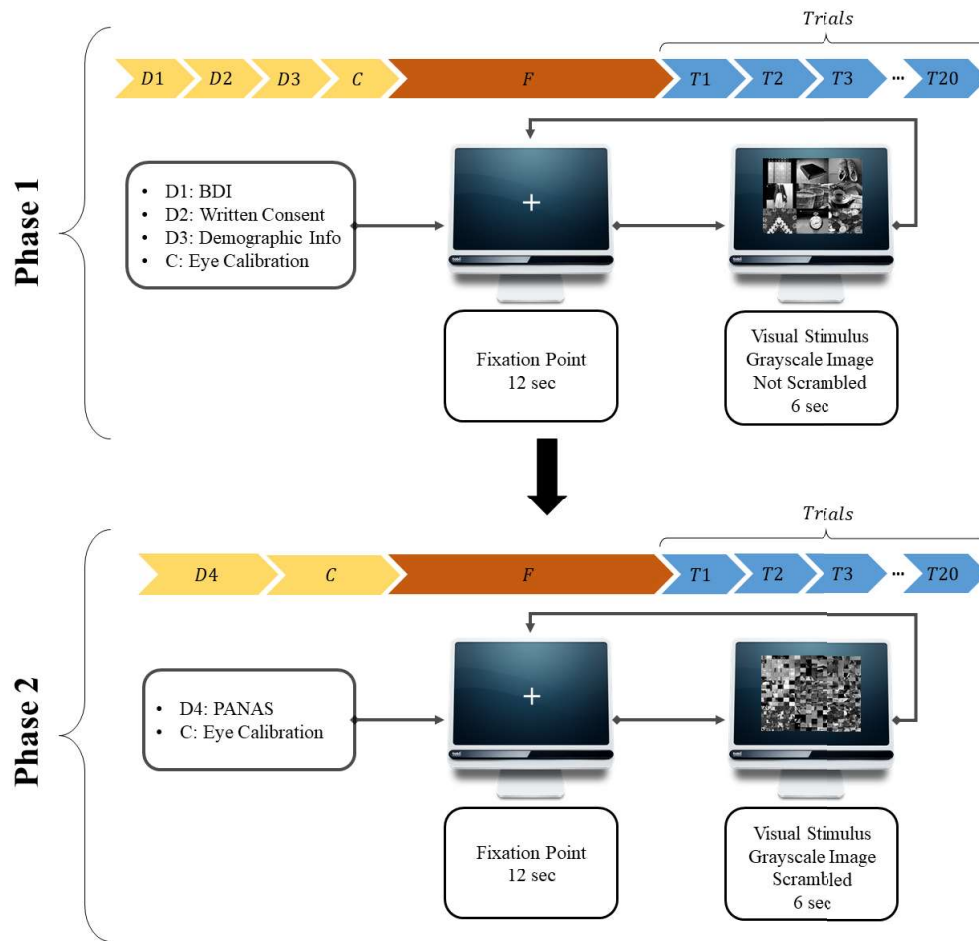 Trials
D1 D2 D3 C F T1 T2 T3 ... T20
Phase 1
• D1: BDI
• D2: Written Consent
• D3: Demographic Info
• C: Eye Calibration
Fixation Point
12 sec
Visual Stimulus
Grayscale Image
Not Scrambled
6 sec
Trials
D4 C F T1 T2 T3 ... T20
Phase 2
• D4: PANAS
• C: Eye Calibration
Fixation Point
12 sec
Visual Stimulus
Grayscale Image
Scrambled
6 sec